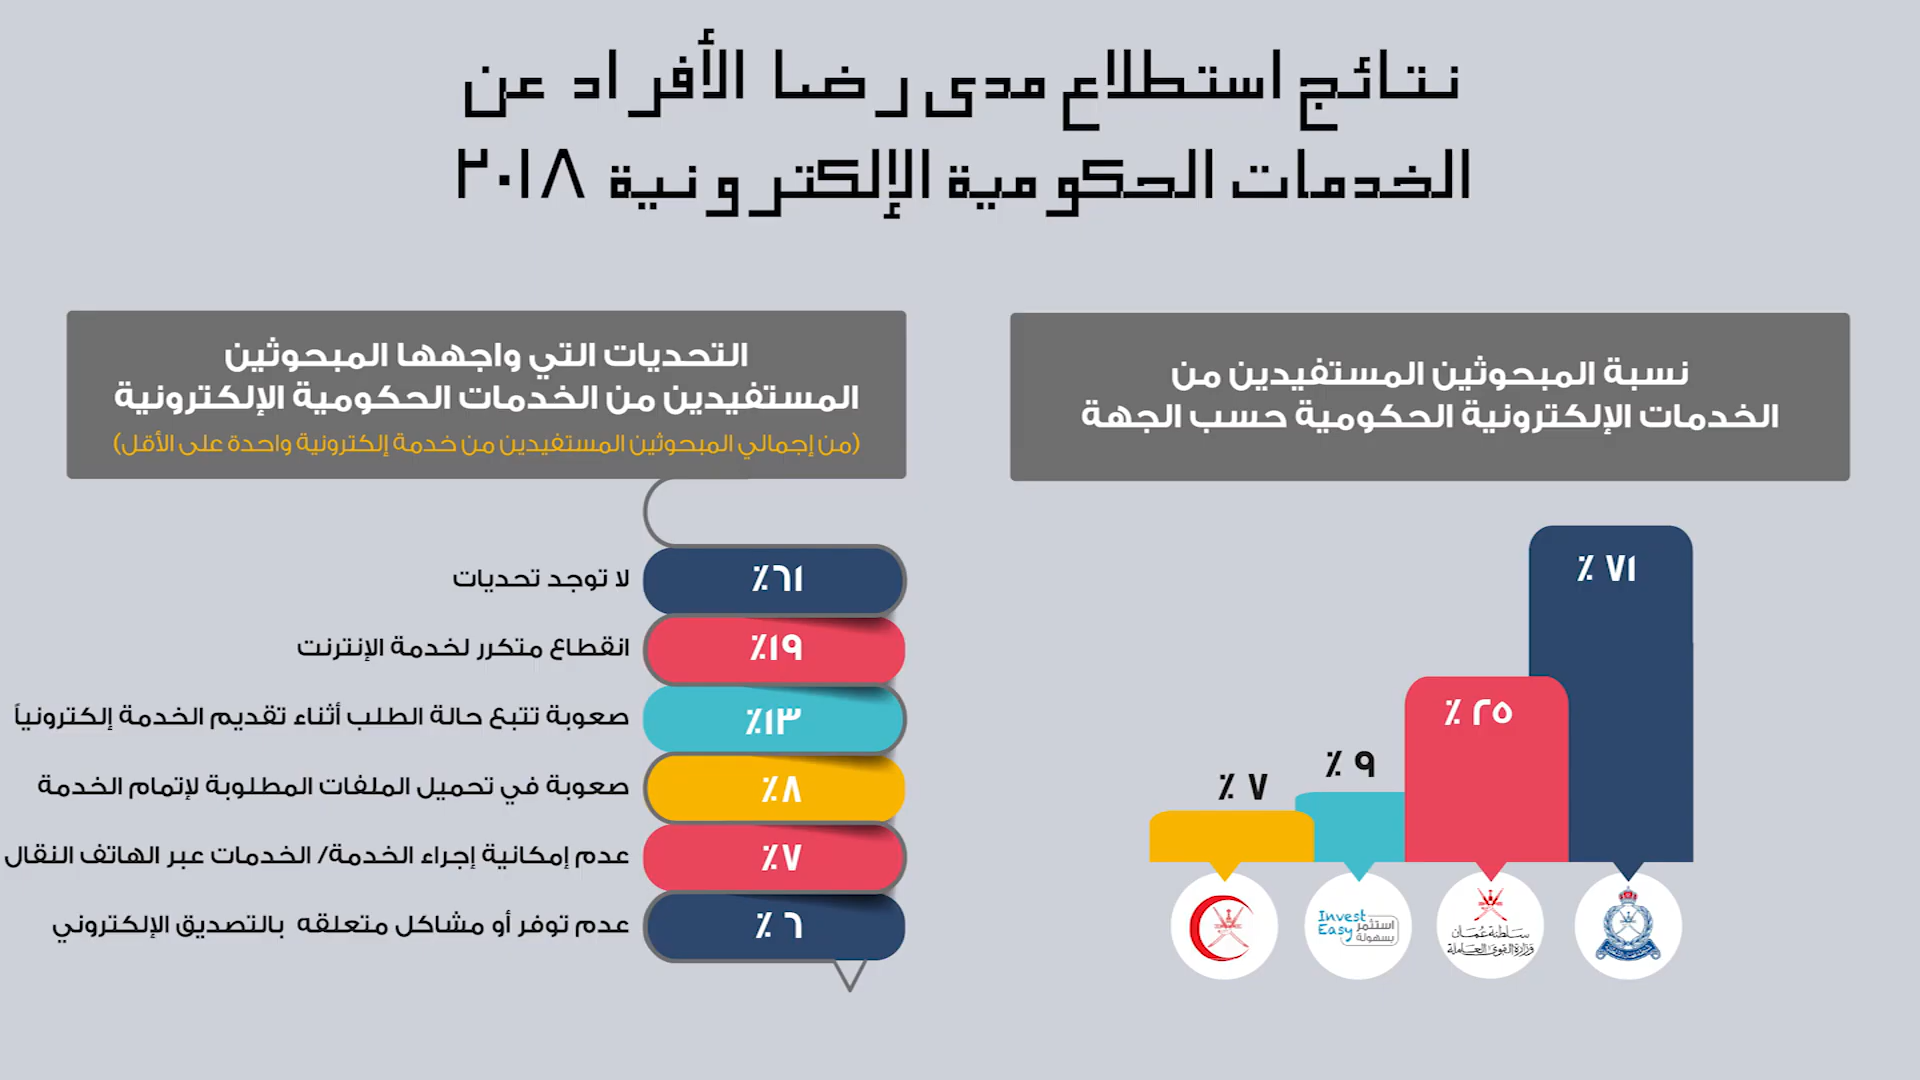 نتائج استطلاع مدى رضا الأفراد عن
الخدمات الحكومية الإلكترونية ٢٠١٨
نسبة المبحوثين المستفيدين من
الخدمات الإلكترونية الحكومية حسب الجهة
٧١ ٪
٢٥ ٪
٩ ٪
٧ ٪
سلطنة عمان
وزارة القوى العاملة
Invest
Easy
استثمر
بسهولة
التحديات التي واجهها المبحوثين
المستفيدين من الخدمات الحكومية الإلكترونية
(من إجمالي المبحوثين المستفيدين من خدمة إلكترونية واحدة على الأقل)
٦١٪ لا توجد تحديات
١٩٪ انقطاع متكرر لخدمة الإنترنت
١٣٪ صعوبة تتبع حالة الطلب أثناء تقديم الخدمة إلكترونياً
٨٪ صعوبة في تحميل الملفات المطلوبة لإتمام الخدمة
٧٪ عدم إمكانية إجراء الخدمة/ الخدمات عبر الهاتف النقال
٦ ٪ عدم توفر أو مشاكل متعلقه بالتصديق الإلكتروني